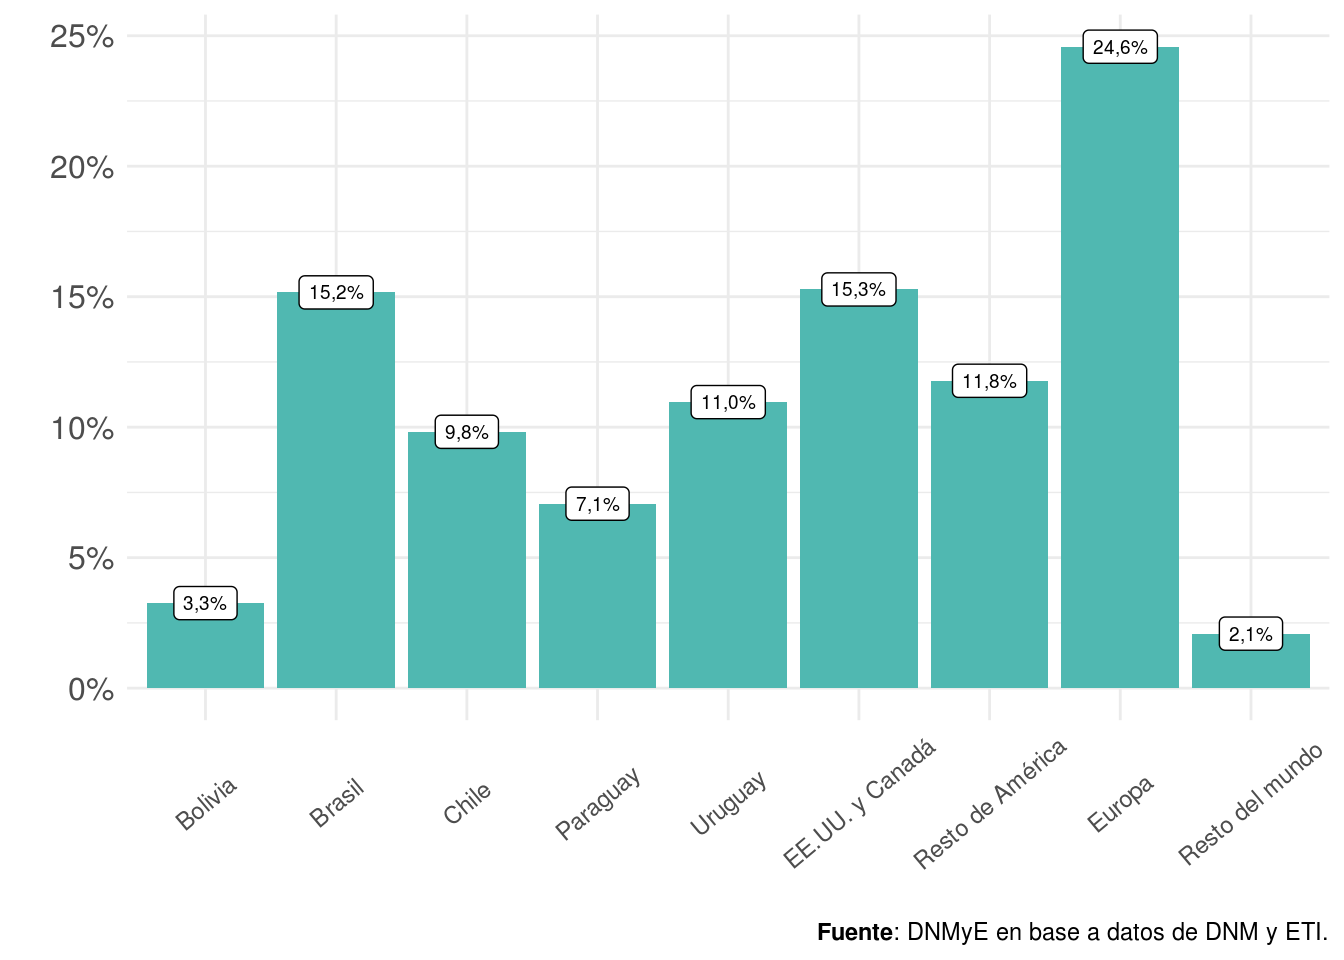 25%
20%
15%
10%
5%
0%
3,3%
15,2%
9,8%
7,1%
11,0%
15,3%
11,8%
24,6%
2,1%
Bolivia
Brasil
Chile
Paraguay
Uruguay
EE.UU. y Canadá
Resto de América
Europa
Resto del mundo
Fuente: DNMyE en base a datos de DNM y ETI.